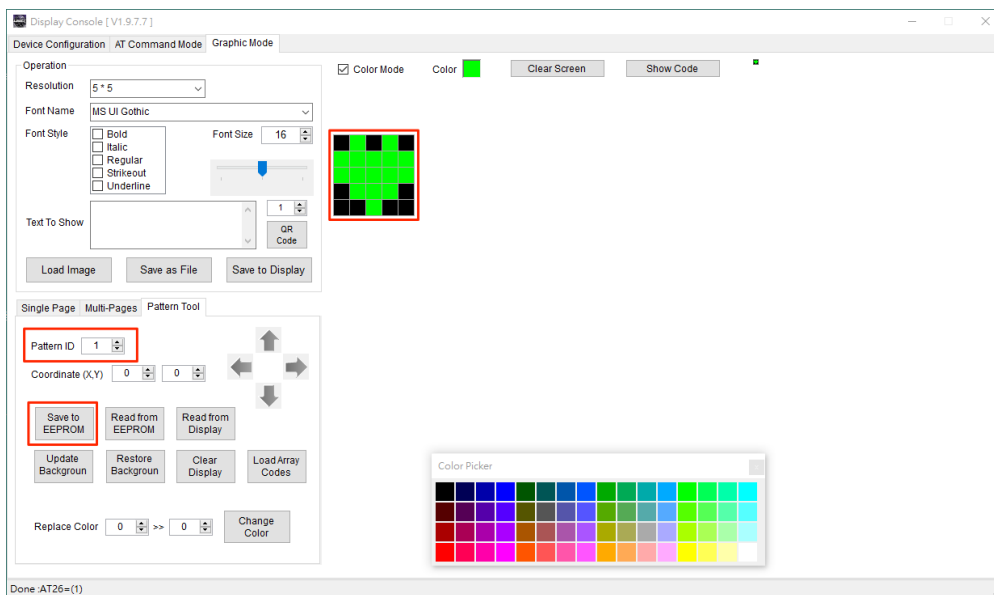 Display Console [ V1.9.7.7 ]
Device Configuration AT Command Mode Graphic Mode
Operation
Resolution 5 * 5
Font Name MS UI Gothic
Font Style Bold
Italic
Regular
Strikeout
Underline
Font Size 16
Text To Show
1
QR
Code
Load Image Save as File Save to Display
Color Mode Color Clear Screen Show Code
Single Page Multi-Pages Pattern Tool
Pattern ID 1
Coordinate (X,Y) 0 0
Save to
EEPROM
Read from
EEPROM
Read from
Display
Update
Backgroun
Restore
Backgroun
Clear
Display
Load Array
Codes
Replace Color 0 >> 0
Change
Color
Color Picker
Done :AT26=(1)